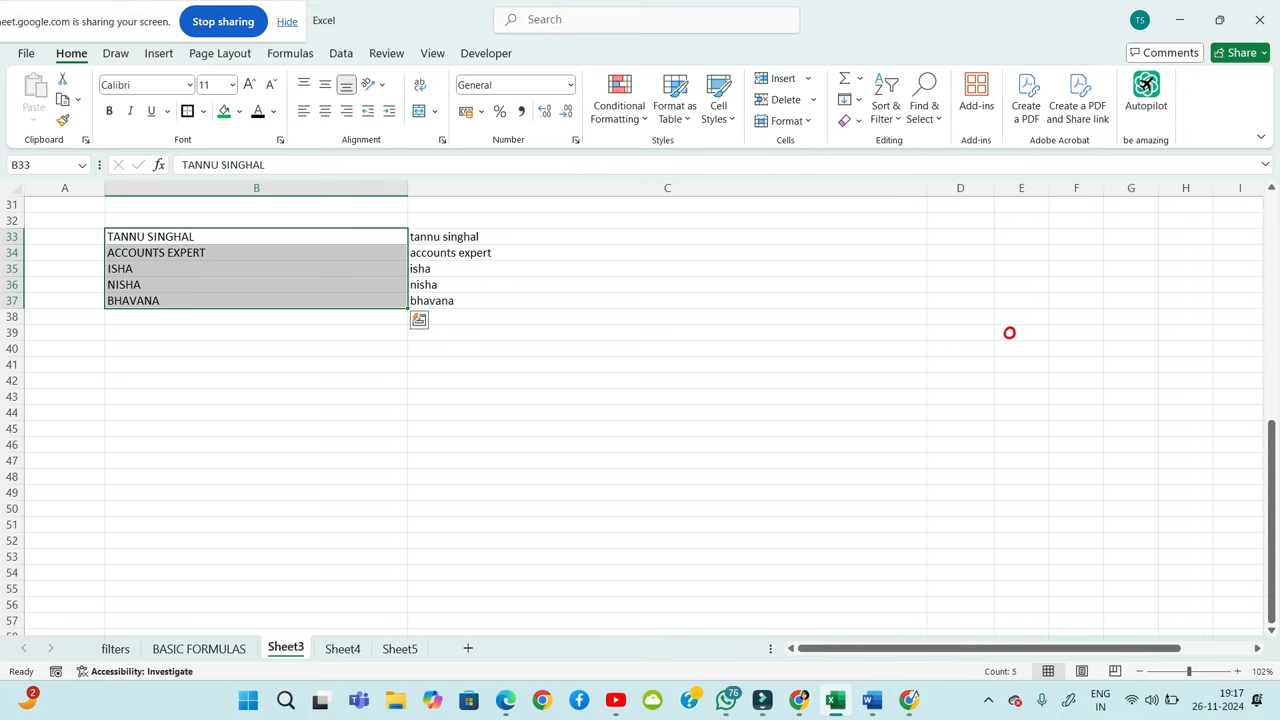 eet.google.com is sharing your screen. Stop sharing Hide Excel Search TS
File Home Draw Insert Page Layout Formulas Data Review View Developer Comments Share
Paste Calibri 11 A A ab General Conditional Formatting Format as Table Cell Styles Insert Delete Format Sort & Filter Find & Select Add-ins Create a PDF Create a PDF and Share link Autopilot
B I U A % , .00
Clipboard Font Alignment Number Styles Cells Editing Add-ins Adobe Acrobat be amazing
B33 fx TANNU SINGHAL
A B C D E F G H I
31
32
33 TANNU SINGHAL tannu singhal
34 ACCOUNTS EXPERT accounts expert
35 ISHA isha
36 NISHA nisha
37 BHAVANA bhavana
38
39
40
41
42
43
44
45
46
47
48
49
50
51
52
53
54
55
56
57
filters BASIC FORMULAS Sheet3 Sheet4 Sheet5
Ready Accessibility: Investigate Count: 5 102%
2 76 ENG IN 19:17
26-11-2024